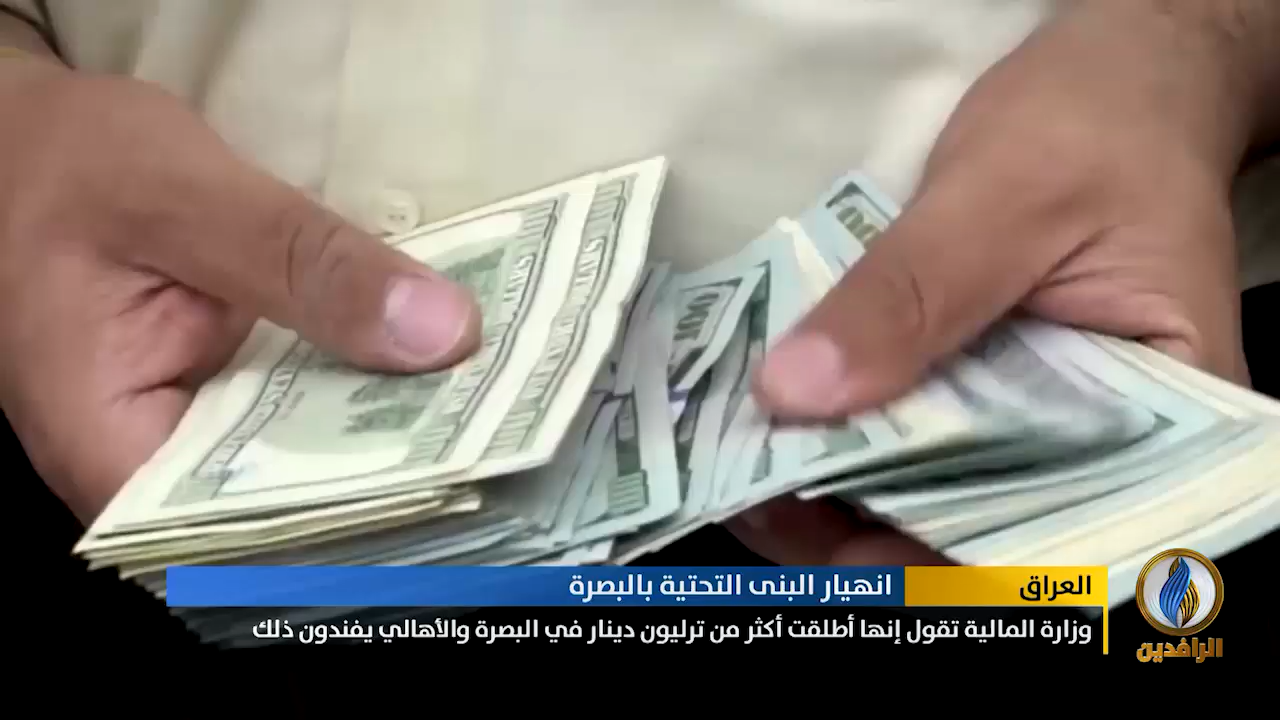 العراق
انهيار البنى التحتية بالبصرة
وزارة المالية تقول إنها أطلقت أكثر من ترليون دينار في البصرة والأهالي يفندون ذلك
الرافدين